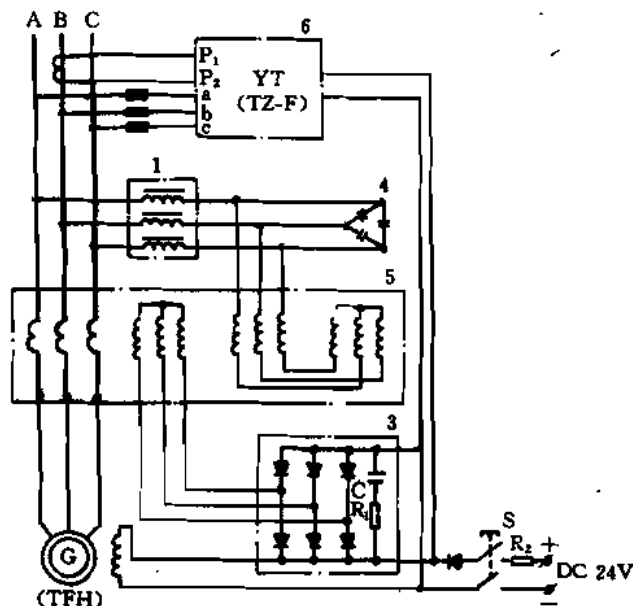 A B C
6
P₁
P₂
YT
(TZ-F)
a
b
c
1
4
5
3
C
R₁
S
R₂ +
DC 24V
−
G
(TFH)